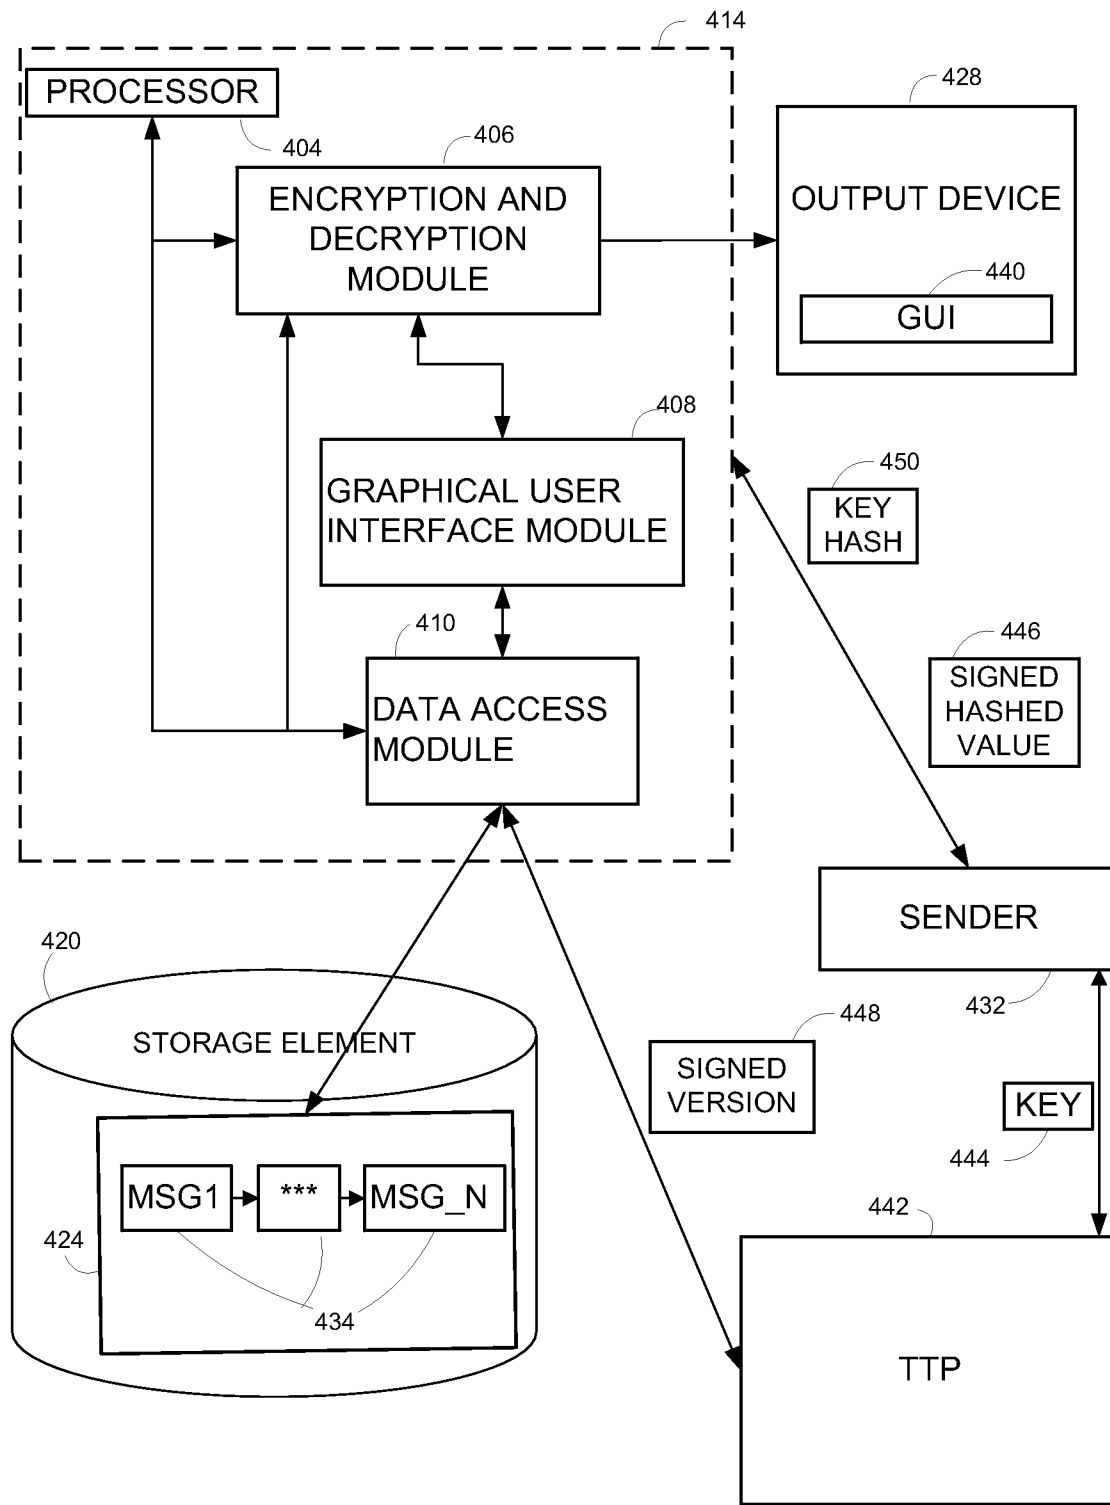 414
PROCESSOR
404
428
406
ENCRYPTION AND
DECRYPTION
MODULE
OUTPUT DEVICE
440
GUI
408
GRAPHICAL USER
INTERFACE MODULE
450
KEY
HASH
410
DATA ACCESS
MODULE
446
SIGNED
HASHED
VALUE
SENDER
432
420
STORAGE ELEMENT
448
SIGNED
VERSION
KEY
444
MSG1
***
MSG_N
424
434
442
TTP